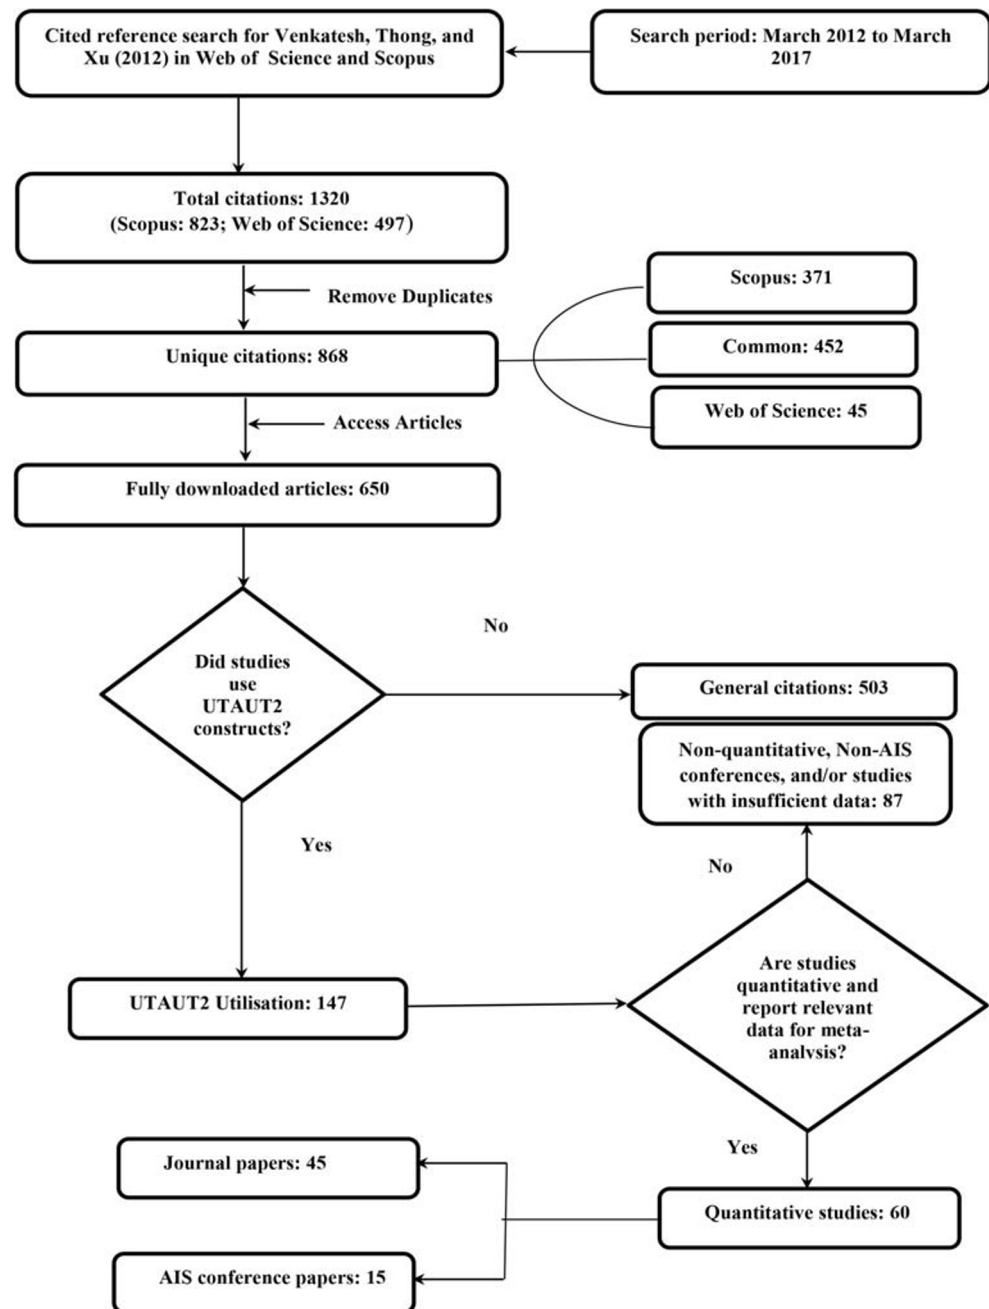 Cited reference search for Venkatesh, Thong, and
Xu (2012) in Web of Science and Scopus
Search period: March 2012 to March
2017
Total citations: 1320
(Scopus: 823; Web of Science: 497)
Remove Duplicates
Scopus: 371
Unique citations: 868
Common: 452
Web of Science: 45
Access Articles
Fully downloaded articles: 650
No
Did studies
use
UTAUT2
constructs?
General citations: 503
Non-quantitative, Non-AIS
conferences, and/or studies
with insufficient data: 87
Yes
No
UTAUT2 Utilisation: 147
Are studies
quantitative and
report relevant
data for meta-
analysis?
Yes
Journal papers: 45
Quantitative studies: 60
AIS conference papers: 15